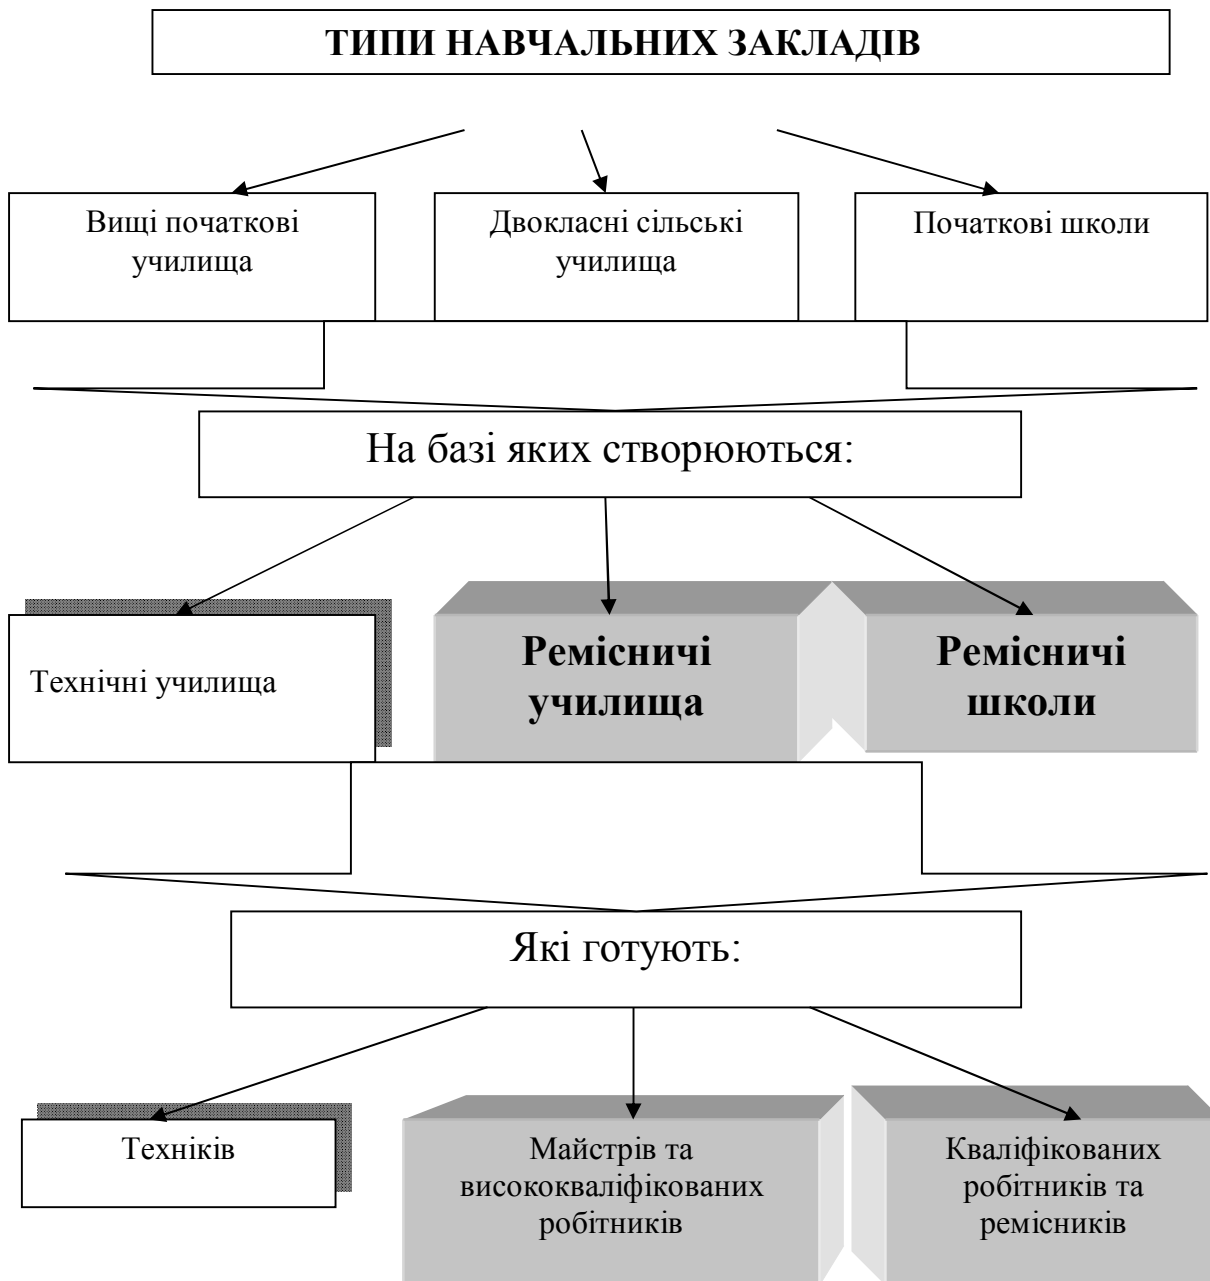 ТИПИ НАВЧАЛЬНИХ ЗАКЛАДІВ
Вищі початкові
училища
Двокласні сільські
училища
Початкові школи
На базі яких створюються:
Технічні училища
Ремісничі
училища
Ремісничі
школи
Які готують:
Техніків
Майстрів та
висококваліфікованих
робітників
Кваліфікованих
робітників та
ремісників